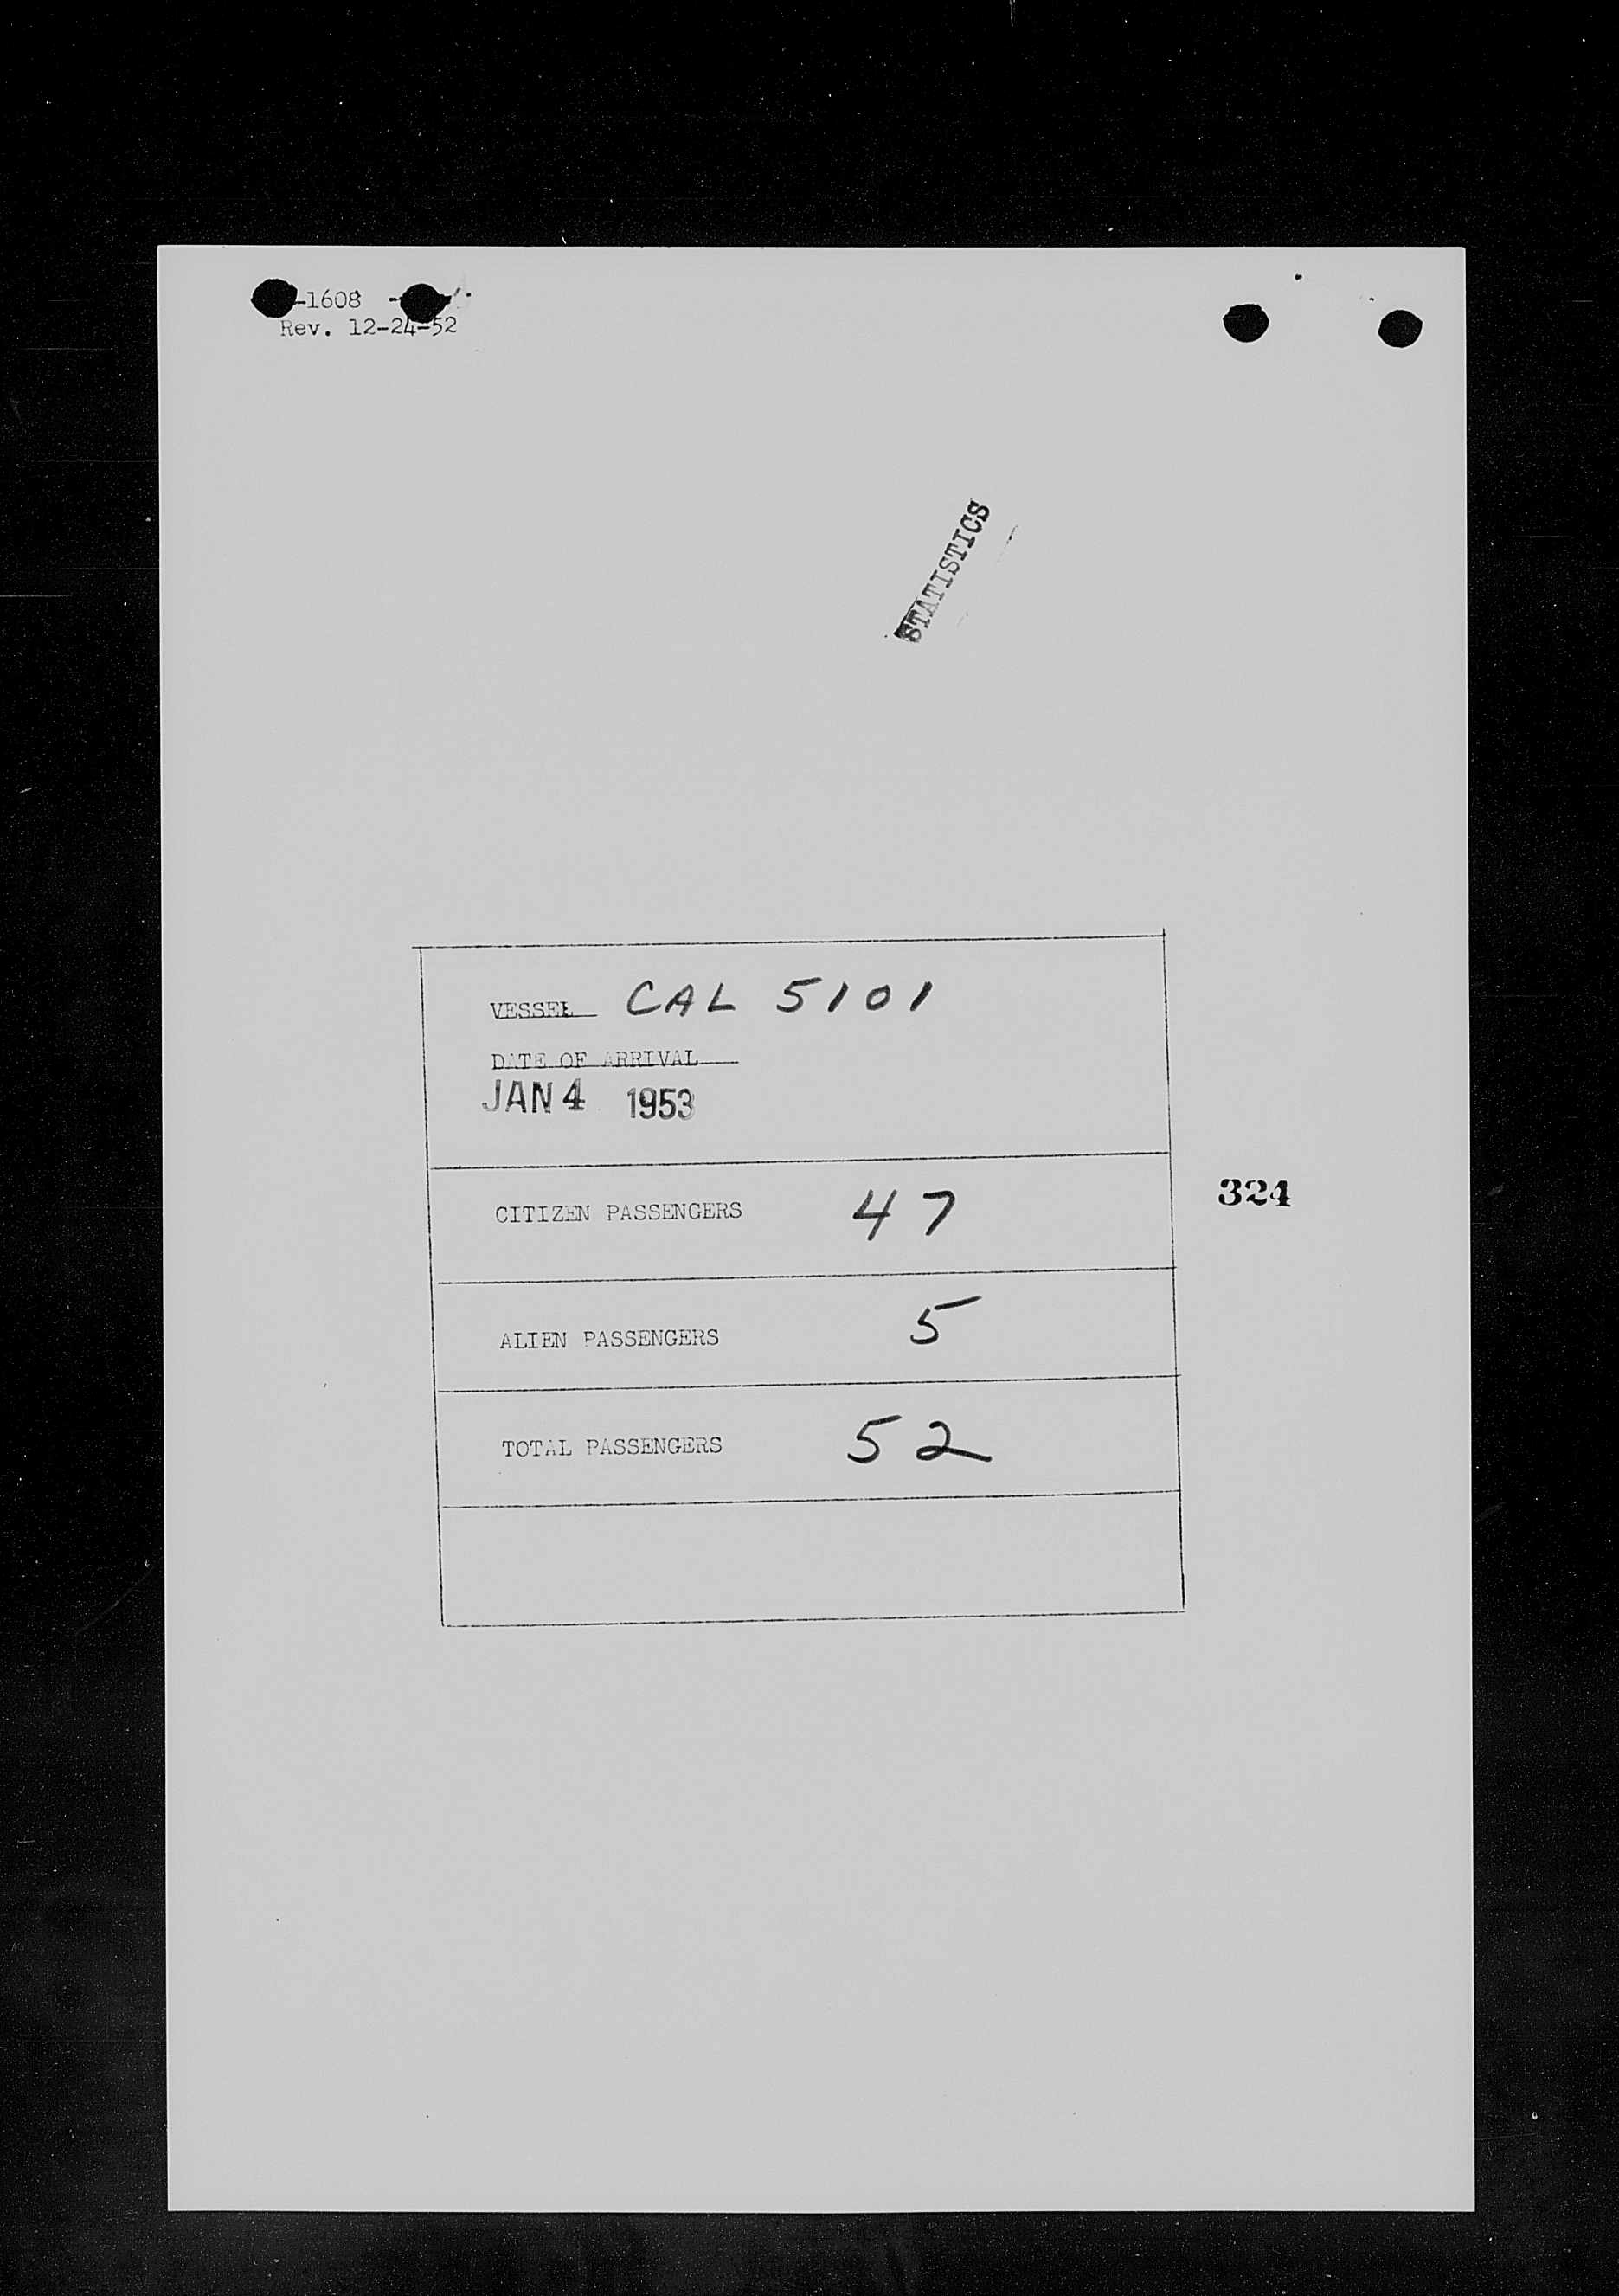 -1608 -
Rev. 12-24-52
STATISTICS
VESSEL CAL 5101
DATE OF ARRIVAL
JAN 4 1953
CITIZEN PASSENGERS 47
324
ALIEN PASSENGERS 5
TOTAL PASSENGERS 52